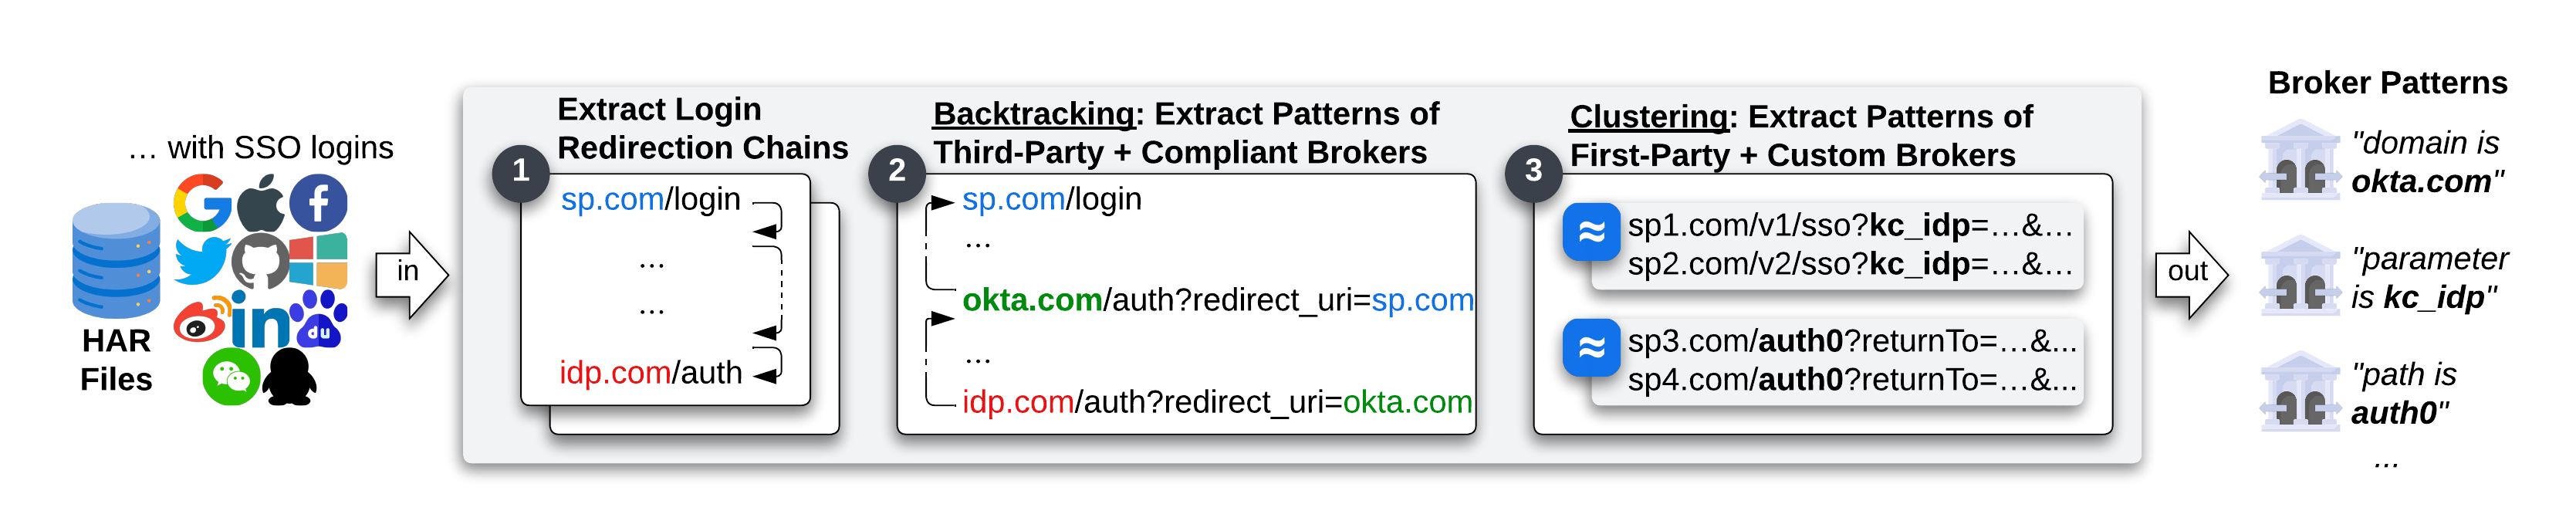 ... with SSO logins
f
in
du
HAR
Files
in
1
Extract Login
Redirection Chains
sp.com/login
...
...
idp.com/auth
2
Backtracking: Extract Patterns of
Third-Party + Compliant Brokers
sp.com/login
...
okta.com/auth?redirect_uri=sp.com
...
idp.com/auth?redirect_uri=okta.com
3
Clustering: Extract Patterns of
First-Party + Custom Brokers
≈
sp1.com/v1/sso?kc_idp=...&...
sp2.com/v2/sso?kc_idp=...&...
≈
sp3.com/auth0?returnTo=...&...
sp4.com/auth0?returnTo=...&...
out
Broker Patterns
"domain is
okta.com"
"parameter
is kc_idp"
"path is
auth0"
...